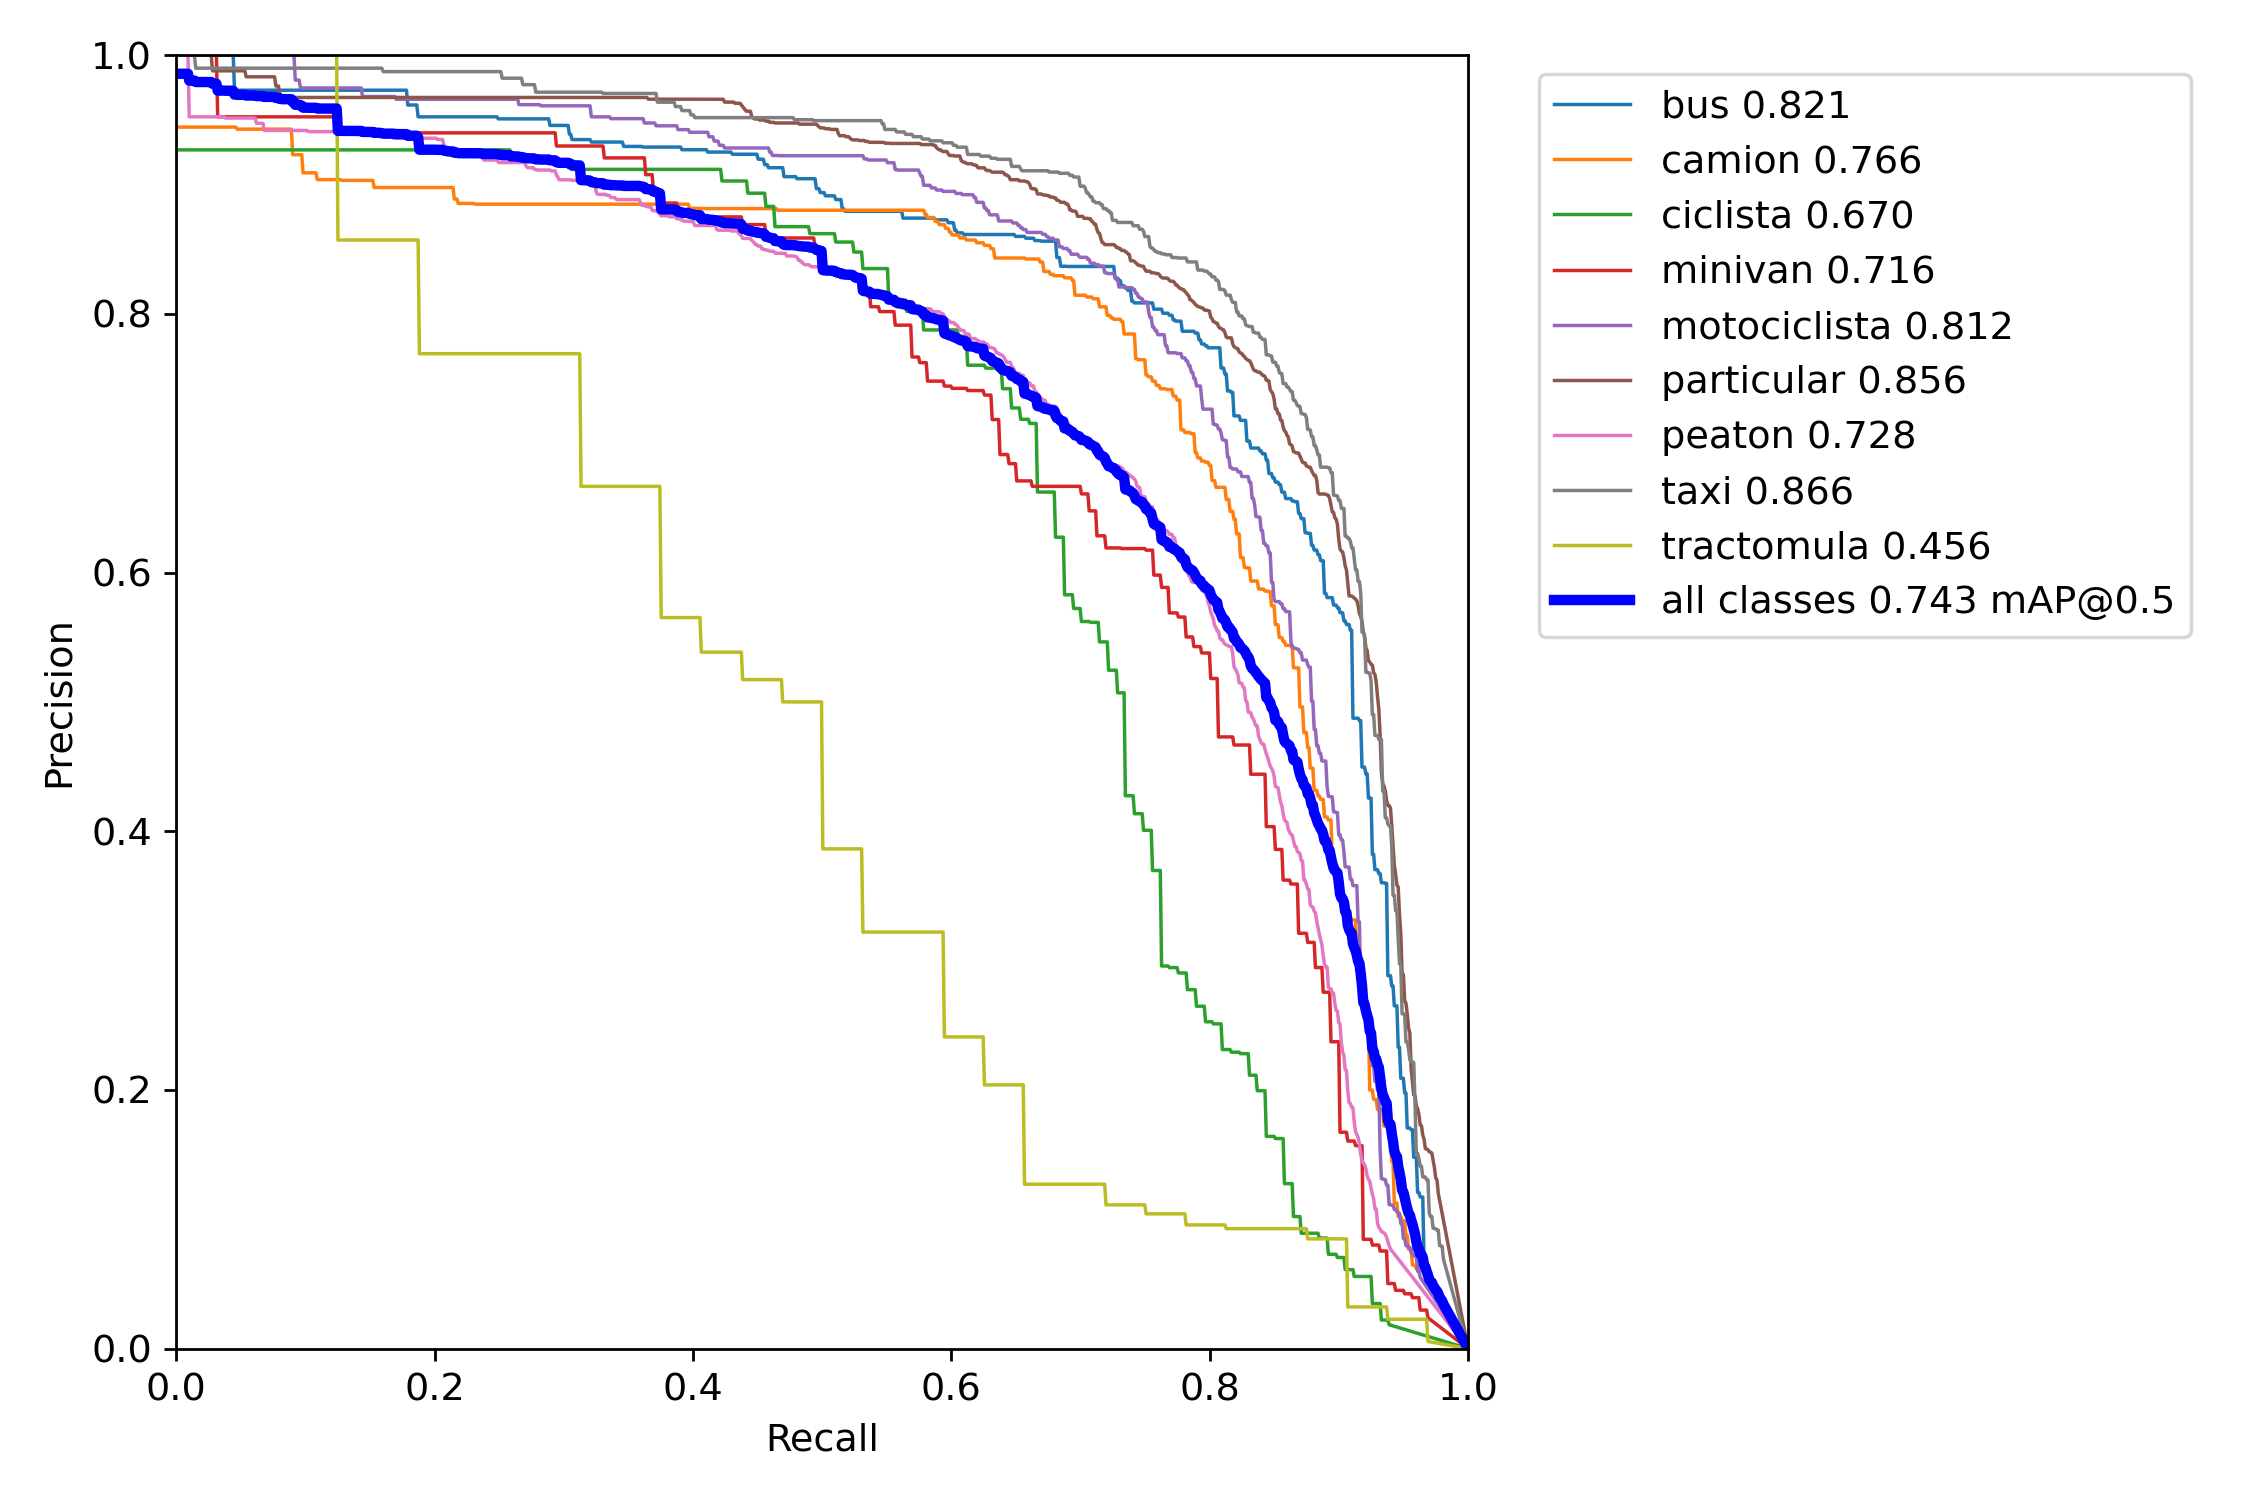 1.0
0.8
0.6
0.4
0.2
0.0
Precision
0.0 0.2 0.4 0.6 0.8 1.0
Recall
bus 0.821
camion 0.766
ciclista 0.670
minivan 0.716
motociclista 0.812
particular 0.856
peaton 0.728
taxi 0.866
tractomula 0.456
all classes 0.743 mAP@0.5